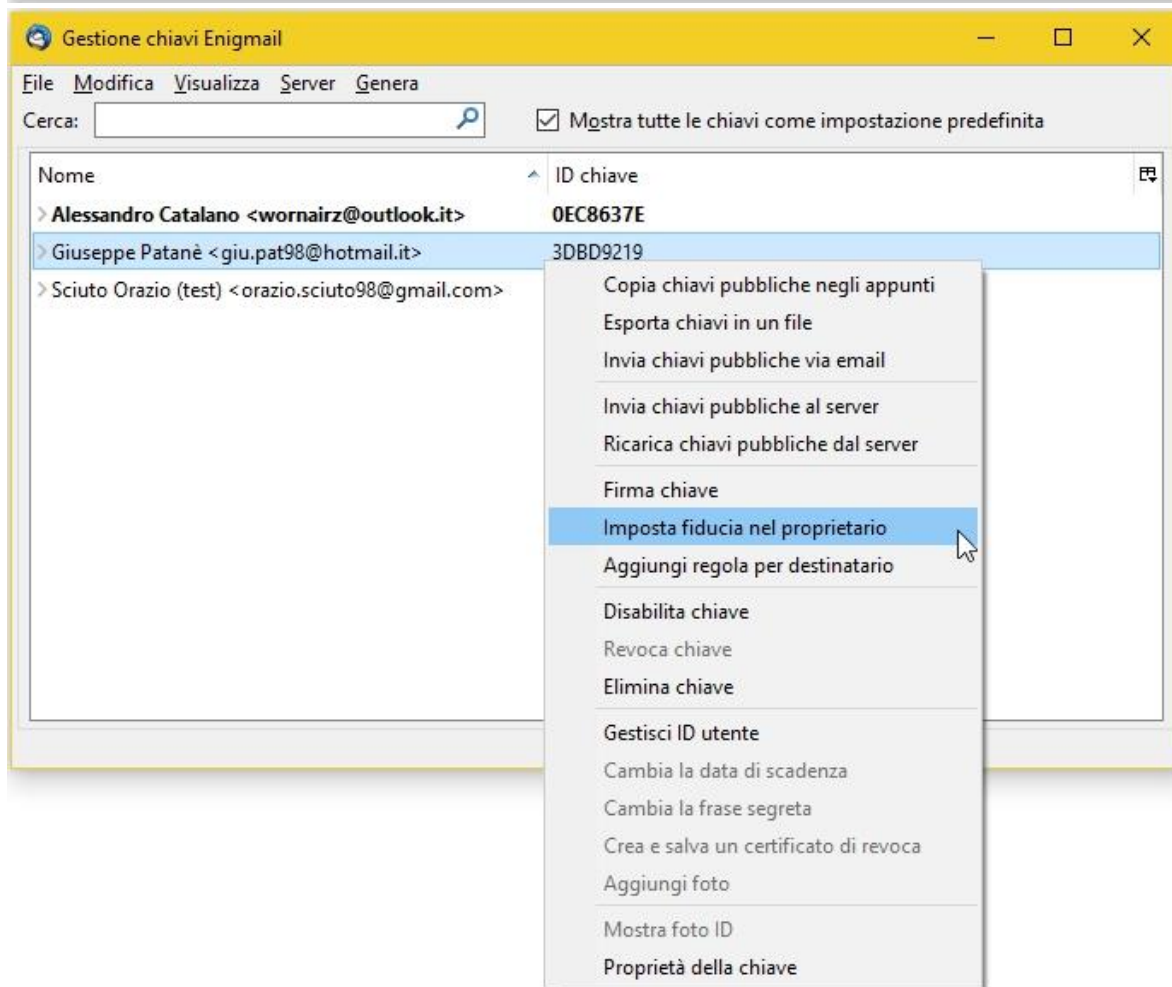 Gestione chiavi Enigmail
File Modifica Visualizza Server Genera
Cerca: Mostra tutte le chiavi come impostazione predefinita
Nome ID chiave
Alessandro Catalano <wornairz@outlook.it> 0EC8637E
Giuseppe Patanè <giu.pat98@hotmail.it> 3DBD9219
Sciuto Orazio (test) <orazio.sciuto98@gmail.com>
Copia chiavi pubbliche negli appunti
Esporta chiavi in un file
Invia chiavi pubbliche via email
Invia chiavi pubbliche al server
Ricarica chiavi pubbliche dal server
Firma chiave
Imposta fiducia nel proprietario
Aggiungi regola per destinatario
Disabilita chiave
Revoca chiave
Elimina chiave
Gestisci ID utente
Cambia la data di scadenza
Cambia la frase segreta
Crea e salva un certificato di revoca
Aggiungi foto
Mostra foto ID
Proprietà della chiave